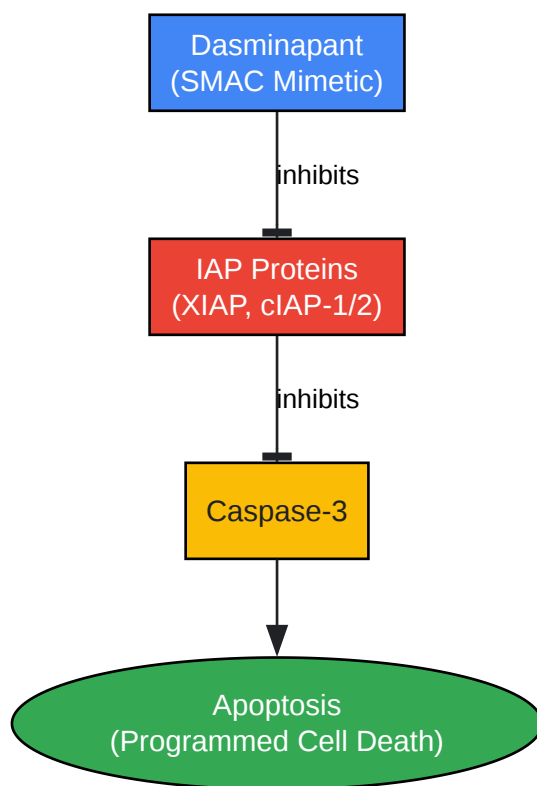 Dasminapant
(SMAC Mimetic)
inhibits
IAP Proteins
(XIAP, cIAP-1/2)
inhibits
Caspase-3
Apoptosis
(Programmed Cell Death)